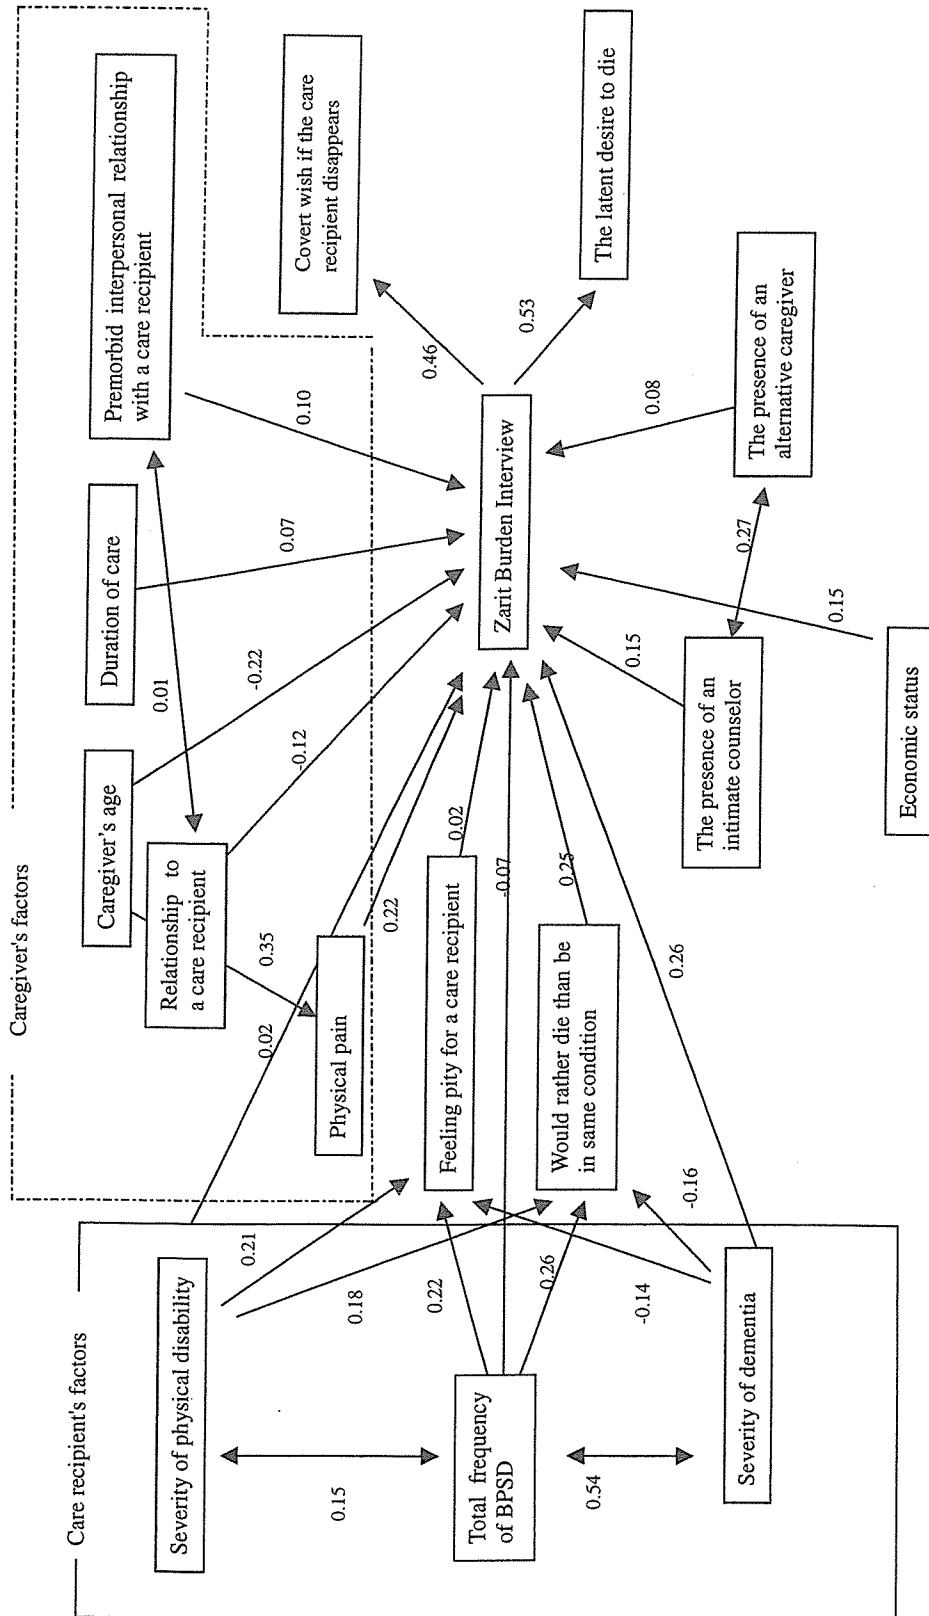 Caregiver's factors
Care recipient's factors
Severity of physical disability
Total frequency
of BPSD
Severity of dementia
0.15
0.54
0.21
0.18
0.22
0.26
-0.14
-0.16
Caregiver's age
Relationship to
a care recipient
Physical pain
Duration of care
Premorbid interpersonal relationship
with a care recipient
0.01
0.35
0.02
0.22
-0.12
-0.22
0.07
0.10
Feeling pity for a care recipient
Would rather die than be
in same condition
0.02
-0.07
0.25
0.26
Zarit Burden Interview
0.46
0.53
Covert wish if the care
recipient disappears
The latent desire to die
The presence of an
intimate counselor
The presence of an
alternative caregiver
Economic status
0.15
0.27
0.08
0.15